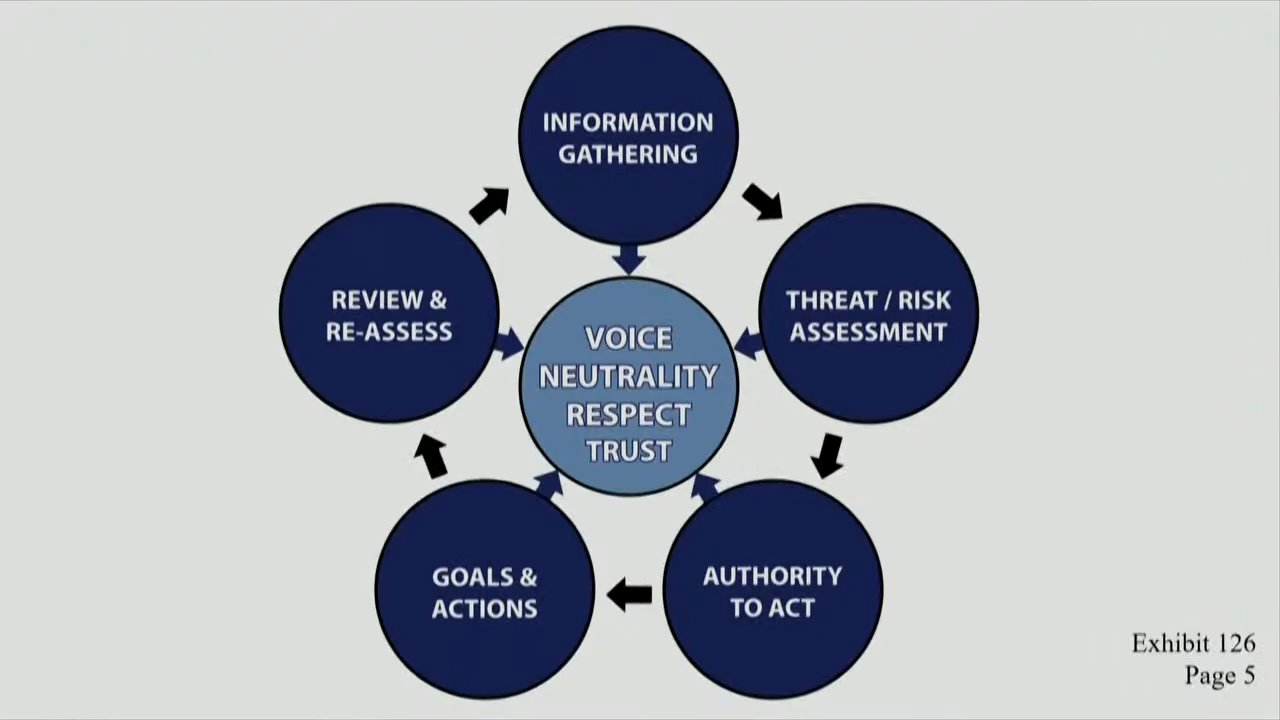 INFORMATION
GATHERING
THREAT / RISK
ASSESSMENT
AUTHORITY
TO ACT
GOALS &
ACTIONS
REVIEW &
RE-ASSESS
VOICE
NEUTRALITY
RESPECT
TRUST
Exhibit 126
Page 5